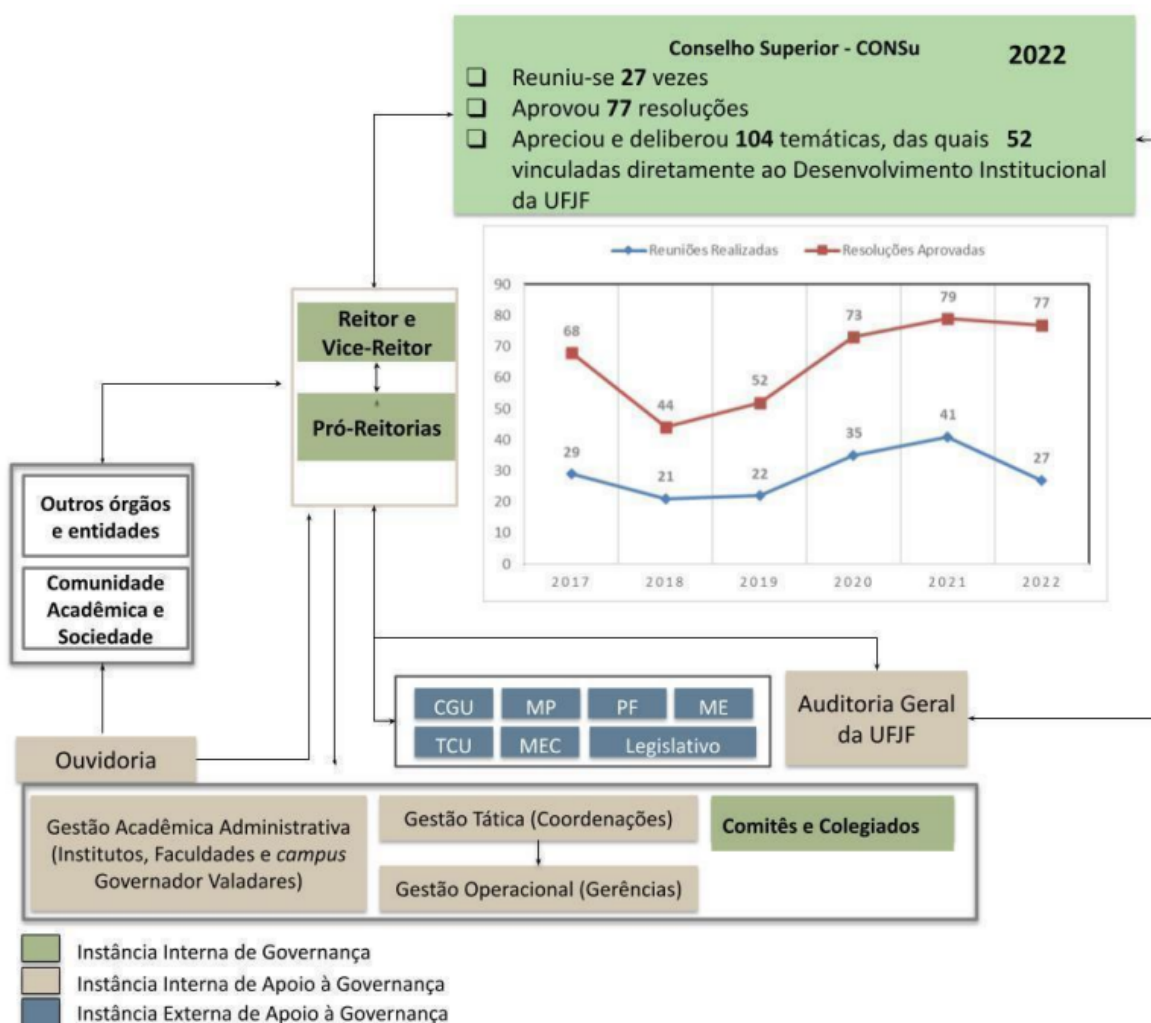 Conselho Superior - CONSu
2022
❑ Reuniu-se 27 vezes
❑ Aprovou 77 resoluções
❑ Apreciou e deliberou 104 temáticas, das quais 52
vinculadas diretamente ao Desenvolvimento Institucional
da UFJF
Reuniões Realizadas
Resoluções Aprovadas
90
80
70
60
50
40
30
20
10
0
68
44
52
73
79
77
29
21
22
35
41
27
2017
2018
2019
2020
2021
2022
Reitor e
Vice-Reitor
Pró-Reitorias
Outros órgãos
e entidades
Comunidade
Acadêmica e
Sociedade
Ouvidoria
CGU
MP
PF
ME
TCU
MEC
Legislativo
Auditoria Geral
da UFJF
Gestão Acadêmica Administrativa
(Institutos, Faculdades e campus
Governador Valadares)
Gestão Tática (Coordenações)
Gestão Operacional (Gerências)
Comitês e Colegiados
Instância Interna de Governança
Instância Interna de Apoio à Governança
Instância Externa de Apoio à Governança